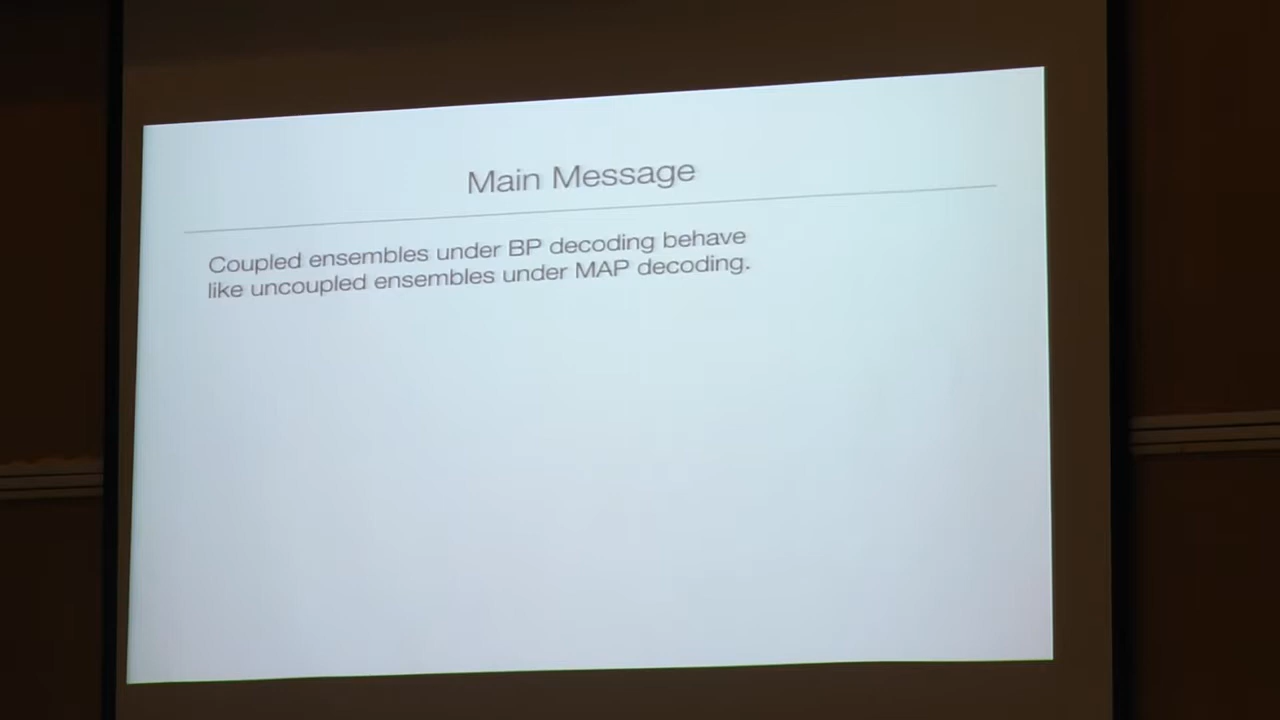 Main Message
Coupled ensembles under BP decoding behave
like uncoupled ensembles under MAP decoding.